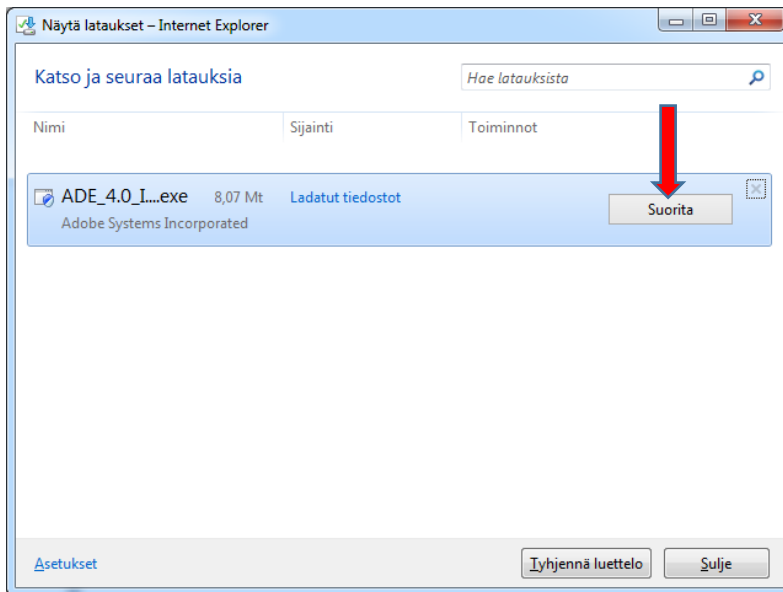 Näytä lataukset – Internet Explorer
Katso ja seuraa latauksia
Hae latauksista
Nimi Sijainti Toiminnot
ADE_4.0_I....exe 8,07 Mt Ladatut tiedostot Suorita
Adobe Systems Incorporated
Asetukset Tyhjennä luettelo Sulje